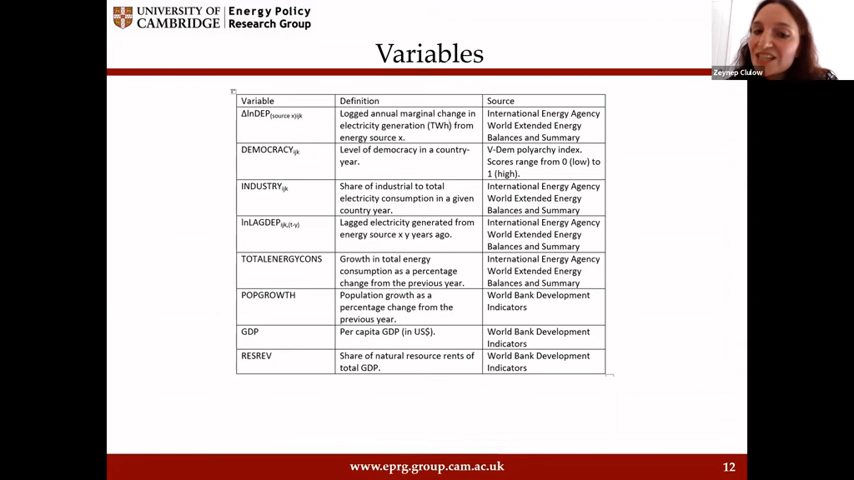 UNIVERSITY OF
CAMBRIDGE
Energy Policy
Research Group
Zeynep Clulow
Variables
Variable Definition Source
ΔlnDEP(source x)ijk Logged annual marginal change in electricity generation (TWh) from energy source x. International Energy Agency World Extended Energy Balances and Summary
DEMOCRACYijk Level of democracy in a country-year. V-Dem polyarchy index. Scores range from 0 (low) to 1 (high).
INDUSTRYijk Share of industrial to total electricity consumption in a given country year. International Energy Agency World Extended Energy Balances and Summary
lnLAGDEPijk,(t-y) Lagged electricity generated from energy source x y years ago. International Energy Agency World Extended Energy Balances and Summary
TOTALENERGYCONS Growth in total energy consumption as a percentage change from the previous year. International Energy Agency World Extended Energy Balances and Summary
POPGROWTH Population growth as a percentage change from the previous year. World Bank Development Indicators
GDP Per capita GDP (in US$). World Bank Development Indicators
RESREV Share of natural resource rents of total GDP. World Bank Development Indicators
www.eprg.group.cam.ac.uk
12